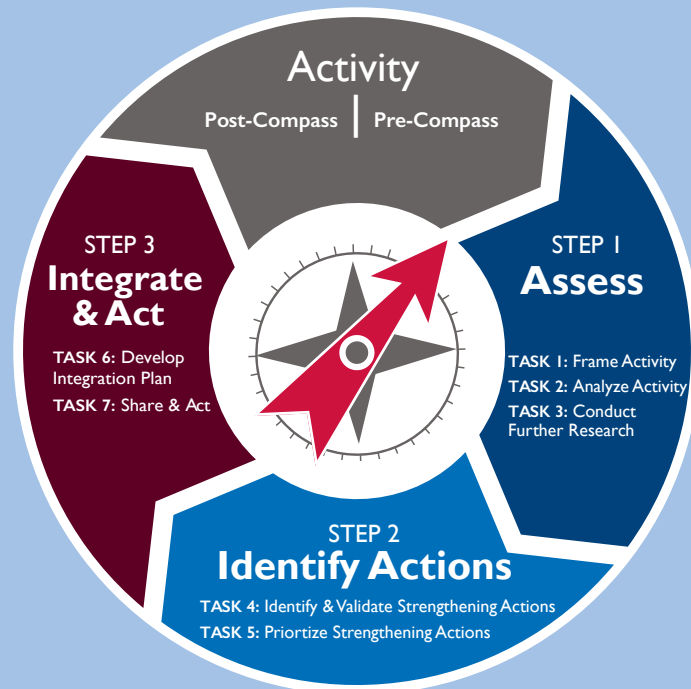 Activity
Post-Compass | Pre-Compass
STEP 1
Assess
TASK 1: Frame Activity
TASK 2: Analyze Activity
TASK 3: Conduct
Further Research
STEP 2
Identify Actions
TASK 4: Identify & Validate Strengthening Actions
TASK 5: Priortize Strengthening Actions
STEP 3
Integrate
& Act
TASK 6: Develop
Integration Plan
TASK 7: Share & Act